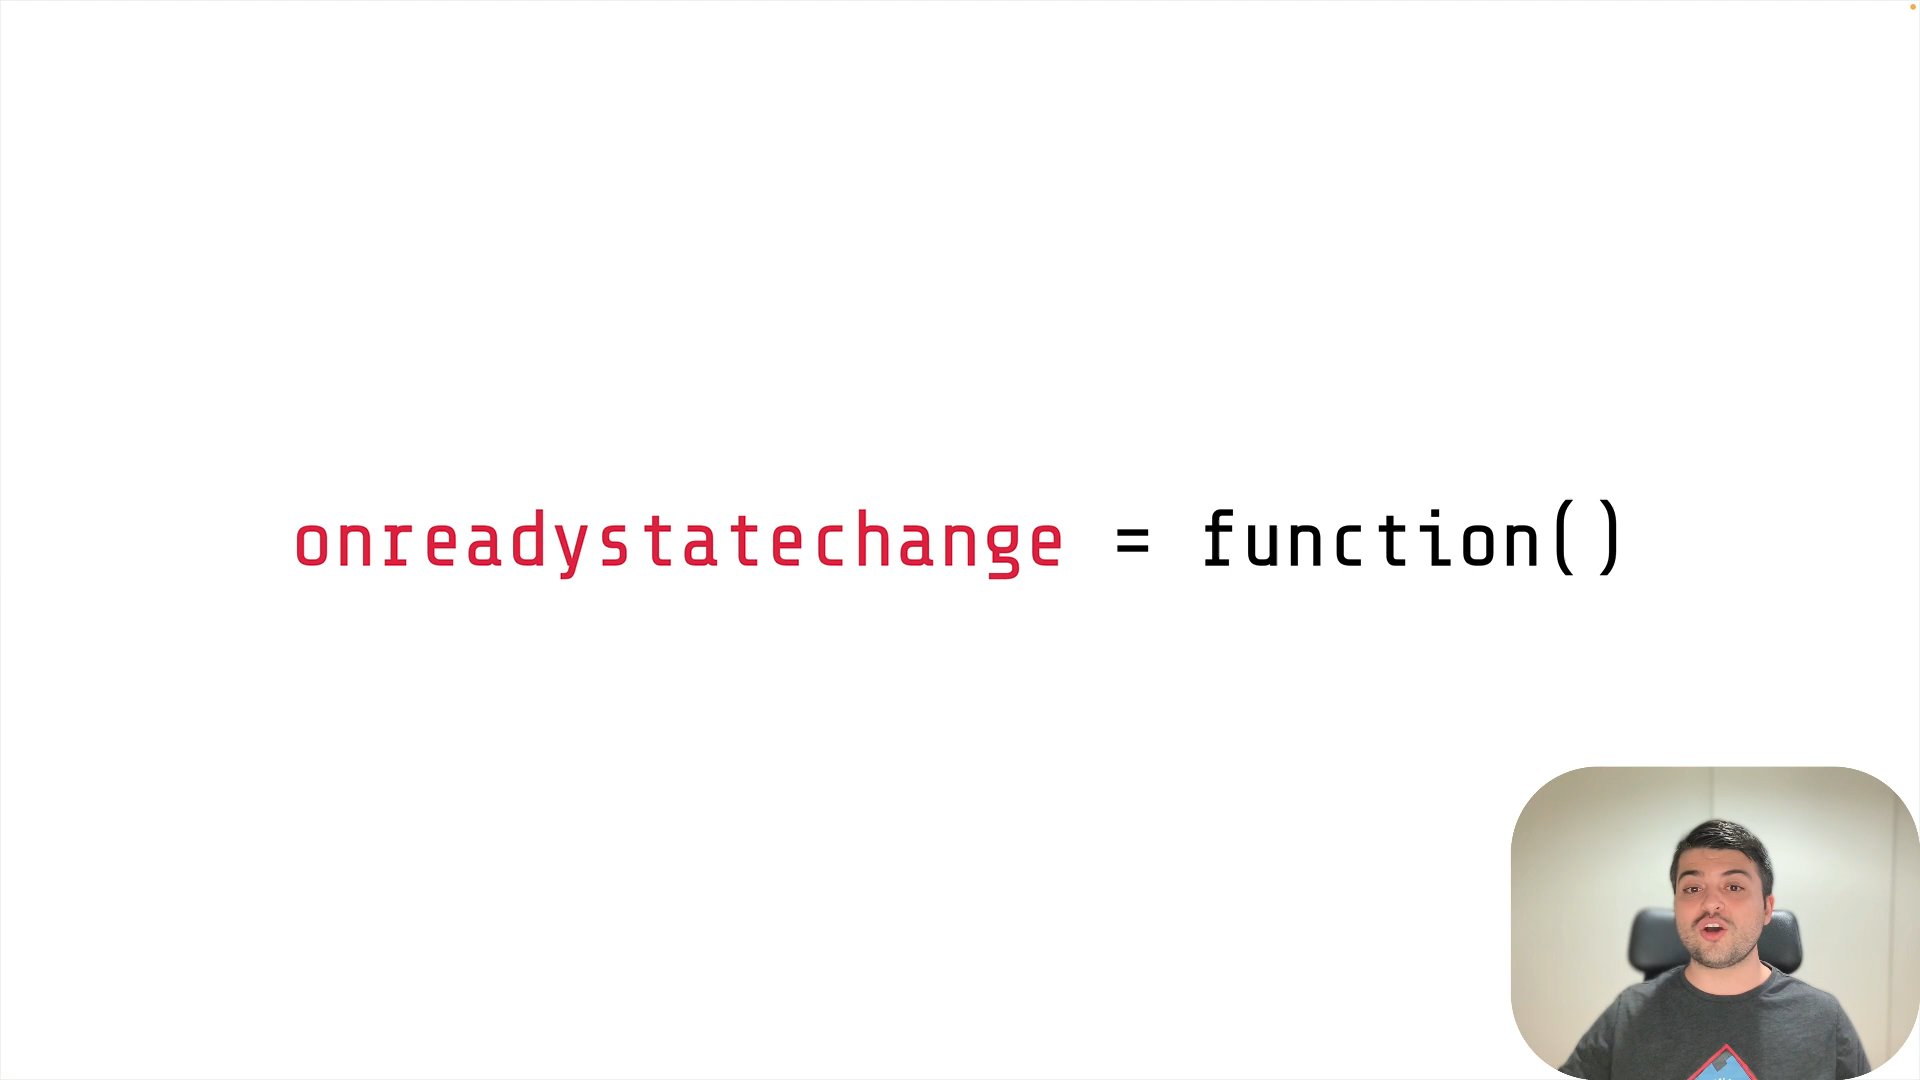 onreadystatechange = function()